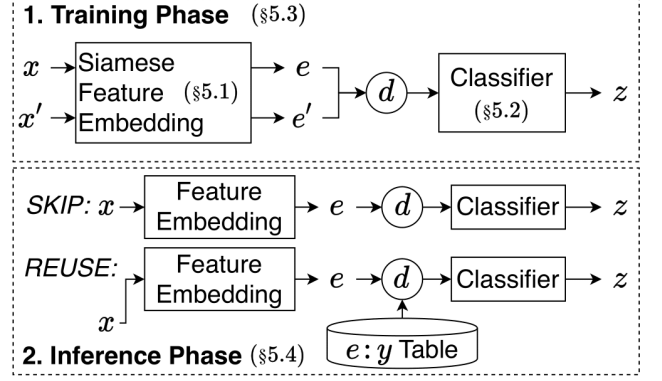 1. Training Phase (§5.3)
x
x′
Siamese
Feature (§5.1)
Embedding
e
e′
d
Classifier
(§5.2)
z
SKIP: x
Feature
Embedding
e
d
Classifier
z
REUSE:
x
Feature
Embedding
e
d
Classifier
z
e : y Table
2. Inference Phase (§5.4)